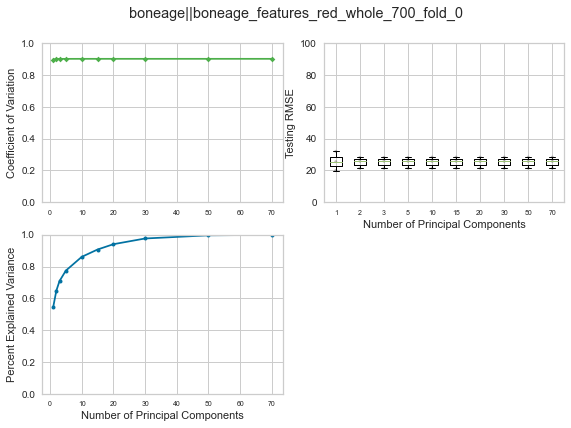 boneage||boneage_features_red_whole_700_fold_0
Coefficient of Variation
1.0
0.8
0.6
0.4
0.2
0.0
0 10 20 30 40 50 60 70
Testing RMSE
100
80
60
40
20
0
1 2 3 5 10 15 20 30 50 70
Number of Principal Components
Percent Explained Variance
1.0
0.8
0.6
0.4
0.2
0.0
0 10 20 30 40 50 60 70
Number of Principal Components